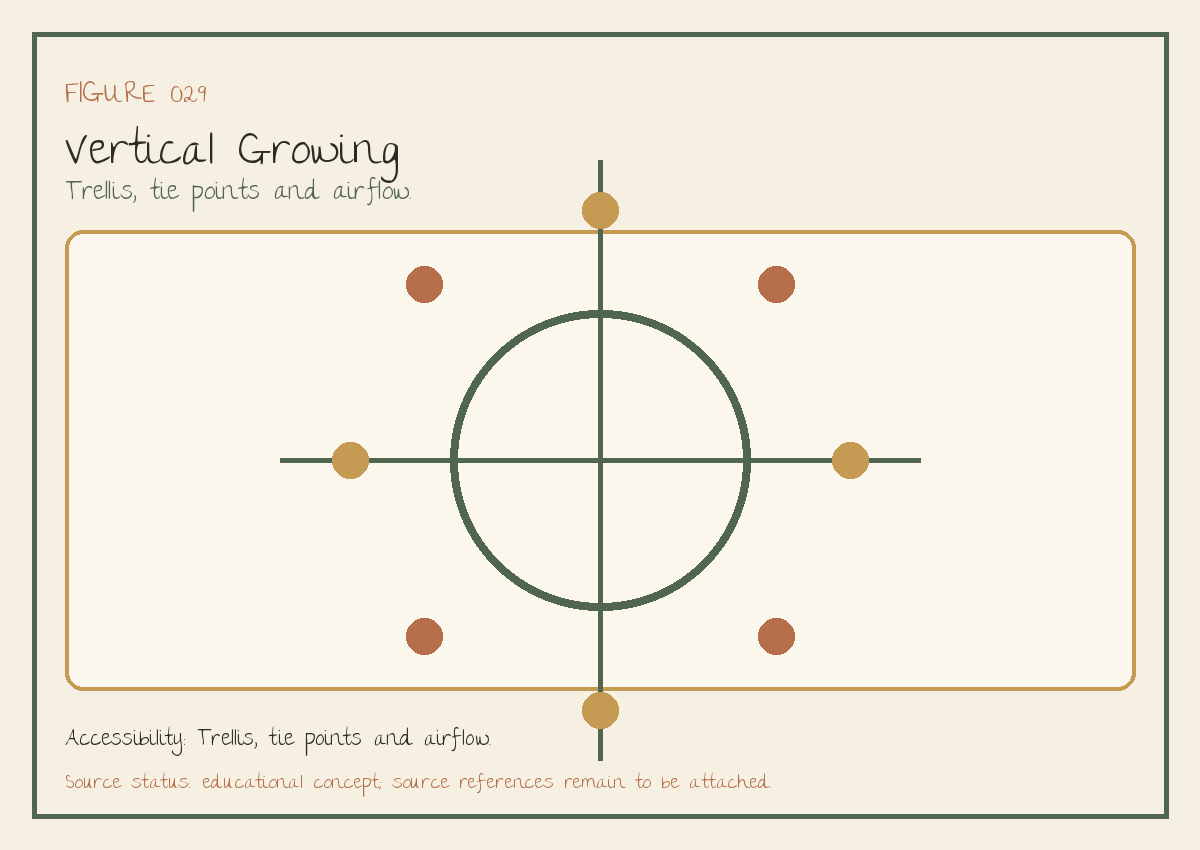 FIGURE 029
Vertical Growing
Trellis, tie points and airflow.
Accessibility: Trellis, tie points and airflow.
Source status: educational concept; source references remain to be attached.